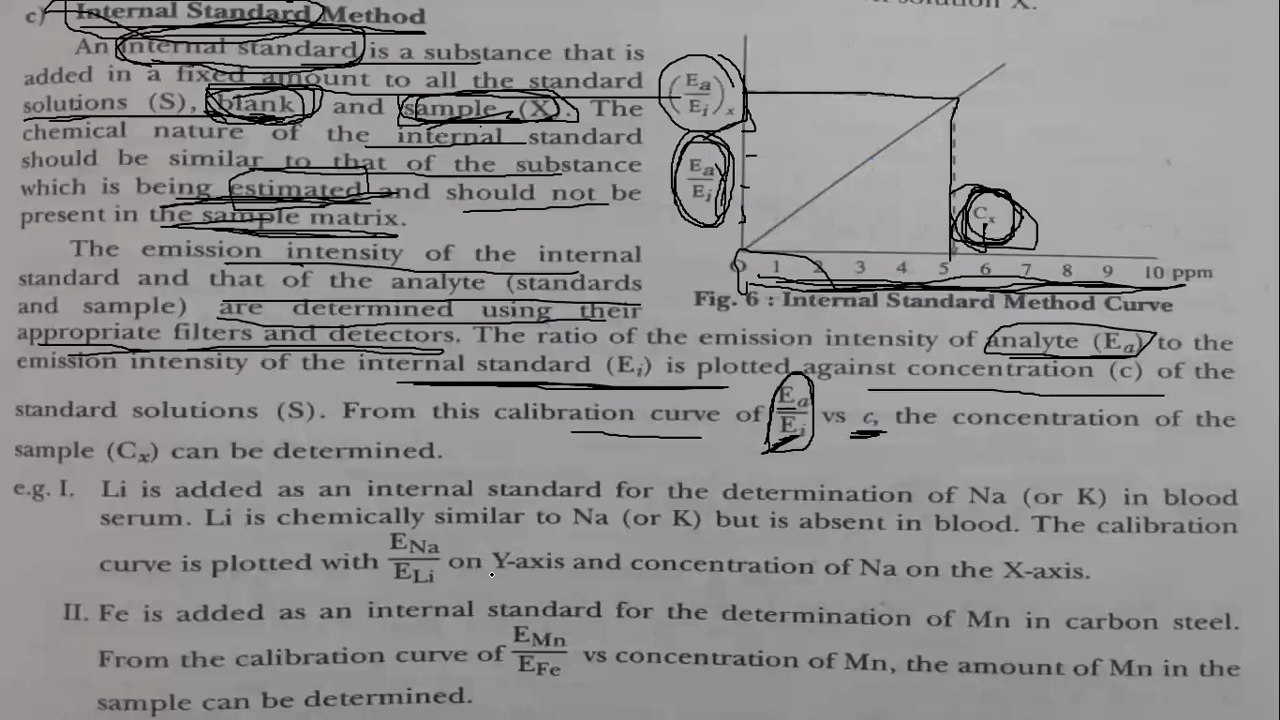 solution X.
c) Internal Standard Method
An internal standard is a substance that is
added in a fixed amount to all the standard
solutions (S), blank and sample (X). The
chemical nature of the internal standard
should be similar to that of the substance
which is being estimated and should not be
present in the sample matrix.
The emission intensity of the internal
standard and that of the analyte (standards
and sample) are determined using their
(Ea/Ei)x
Ea/Ei
Cx
0 1 2 3 4 5 6 7 8 9 10 ppm
Fig. 6 : Internal Standard Method Curve
appropriate filters and detectors. The ratio of the emission intensity of analyte (Ea) to the
emission intensity of the internal standard (Ei) is plotted against concentration (c) of the
standard solutions (S). From this calibration curve of Ea/Ei vs c, the concentration of the
sample (Cx) can be determined.
e.g. I. Li is added as an internal standard for the determination of Na (or K) in blood
serum. Li is chemically similar to Na (or K) but is absent in blood. The calibration
curve is plotted with ENa/ELi on Y-axis and concentration of Na on the X-axis.
II. Fe is added as an internal standard for the determination of Mn in carbon steel.
From the calibration curve of EMn/EFe vs concentration of Mn, the amount of Mn in the
sample can be determined.